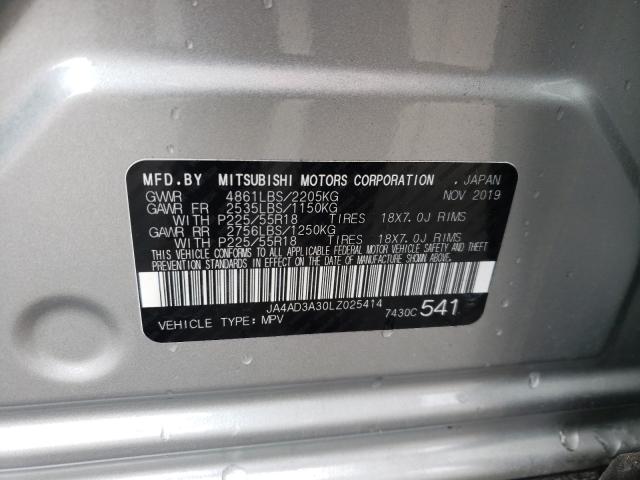 MFD.BY MITSUBISHI MOTORS CORPORATION . JAPAN
GVWR 4861LBS/2205KG NOV 2019
GAWR FR 2535LBS/1150KG
WITH P225/55R18 TIRES 18X7.0J RIMS
GAWR RR 2756LBS/1250KG
WITH P225/55R18 TIRES 18X7.0J RIMS
THIS VEHICLE CONFORMS TO ALL APPLICABLE FEDERAL MOTOR VEHICLE SAFETY AND THEFT
PREVENTION STANDARDS IN EFFECT ON THE DATE OF MANUFACTURE SHOWN ABOVE.
JA4AD3A30LZ025414
VEHICLE TYPE:MPV 7430C 541